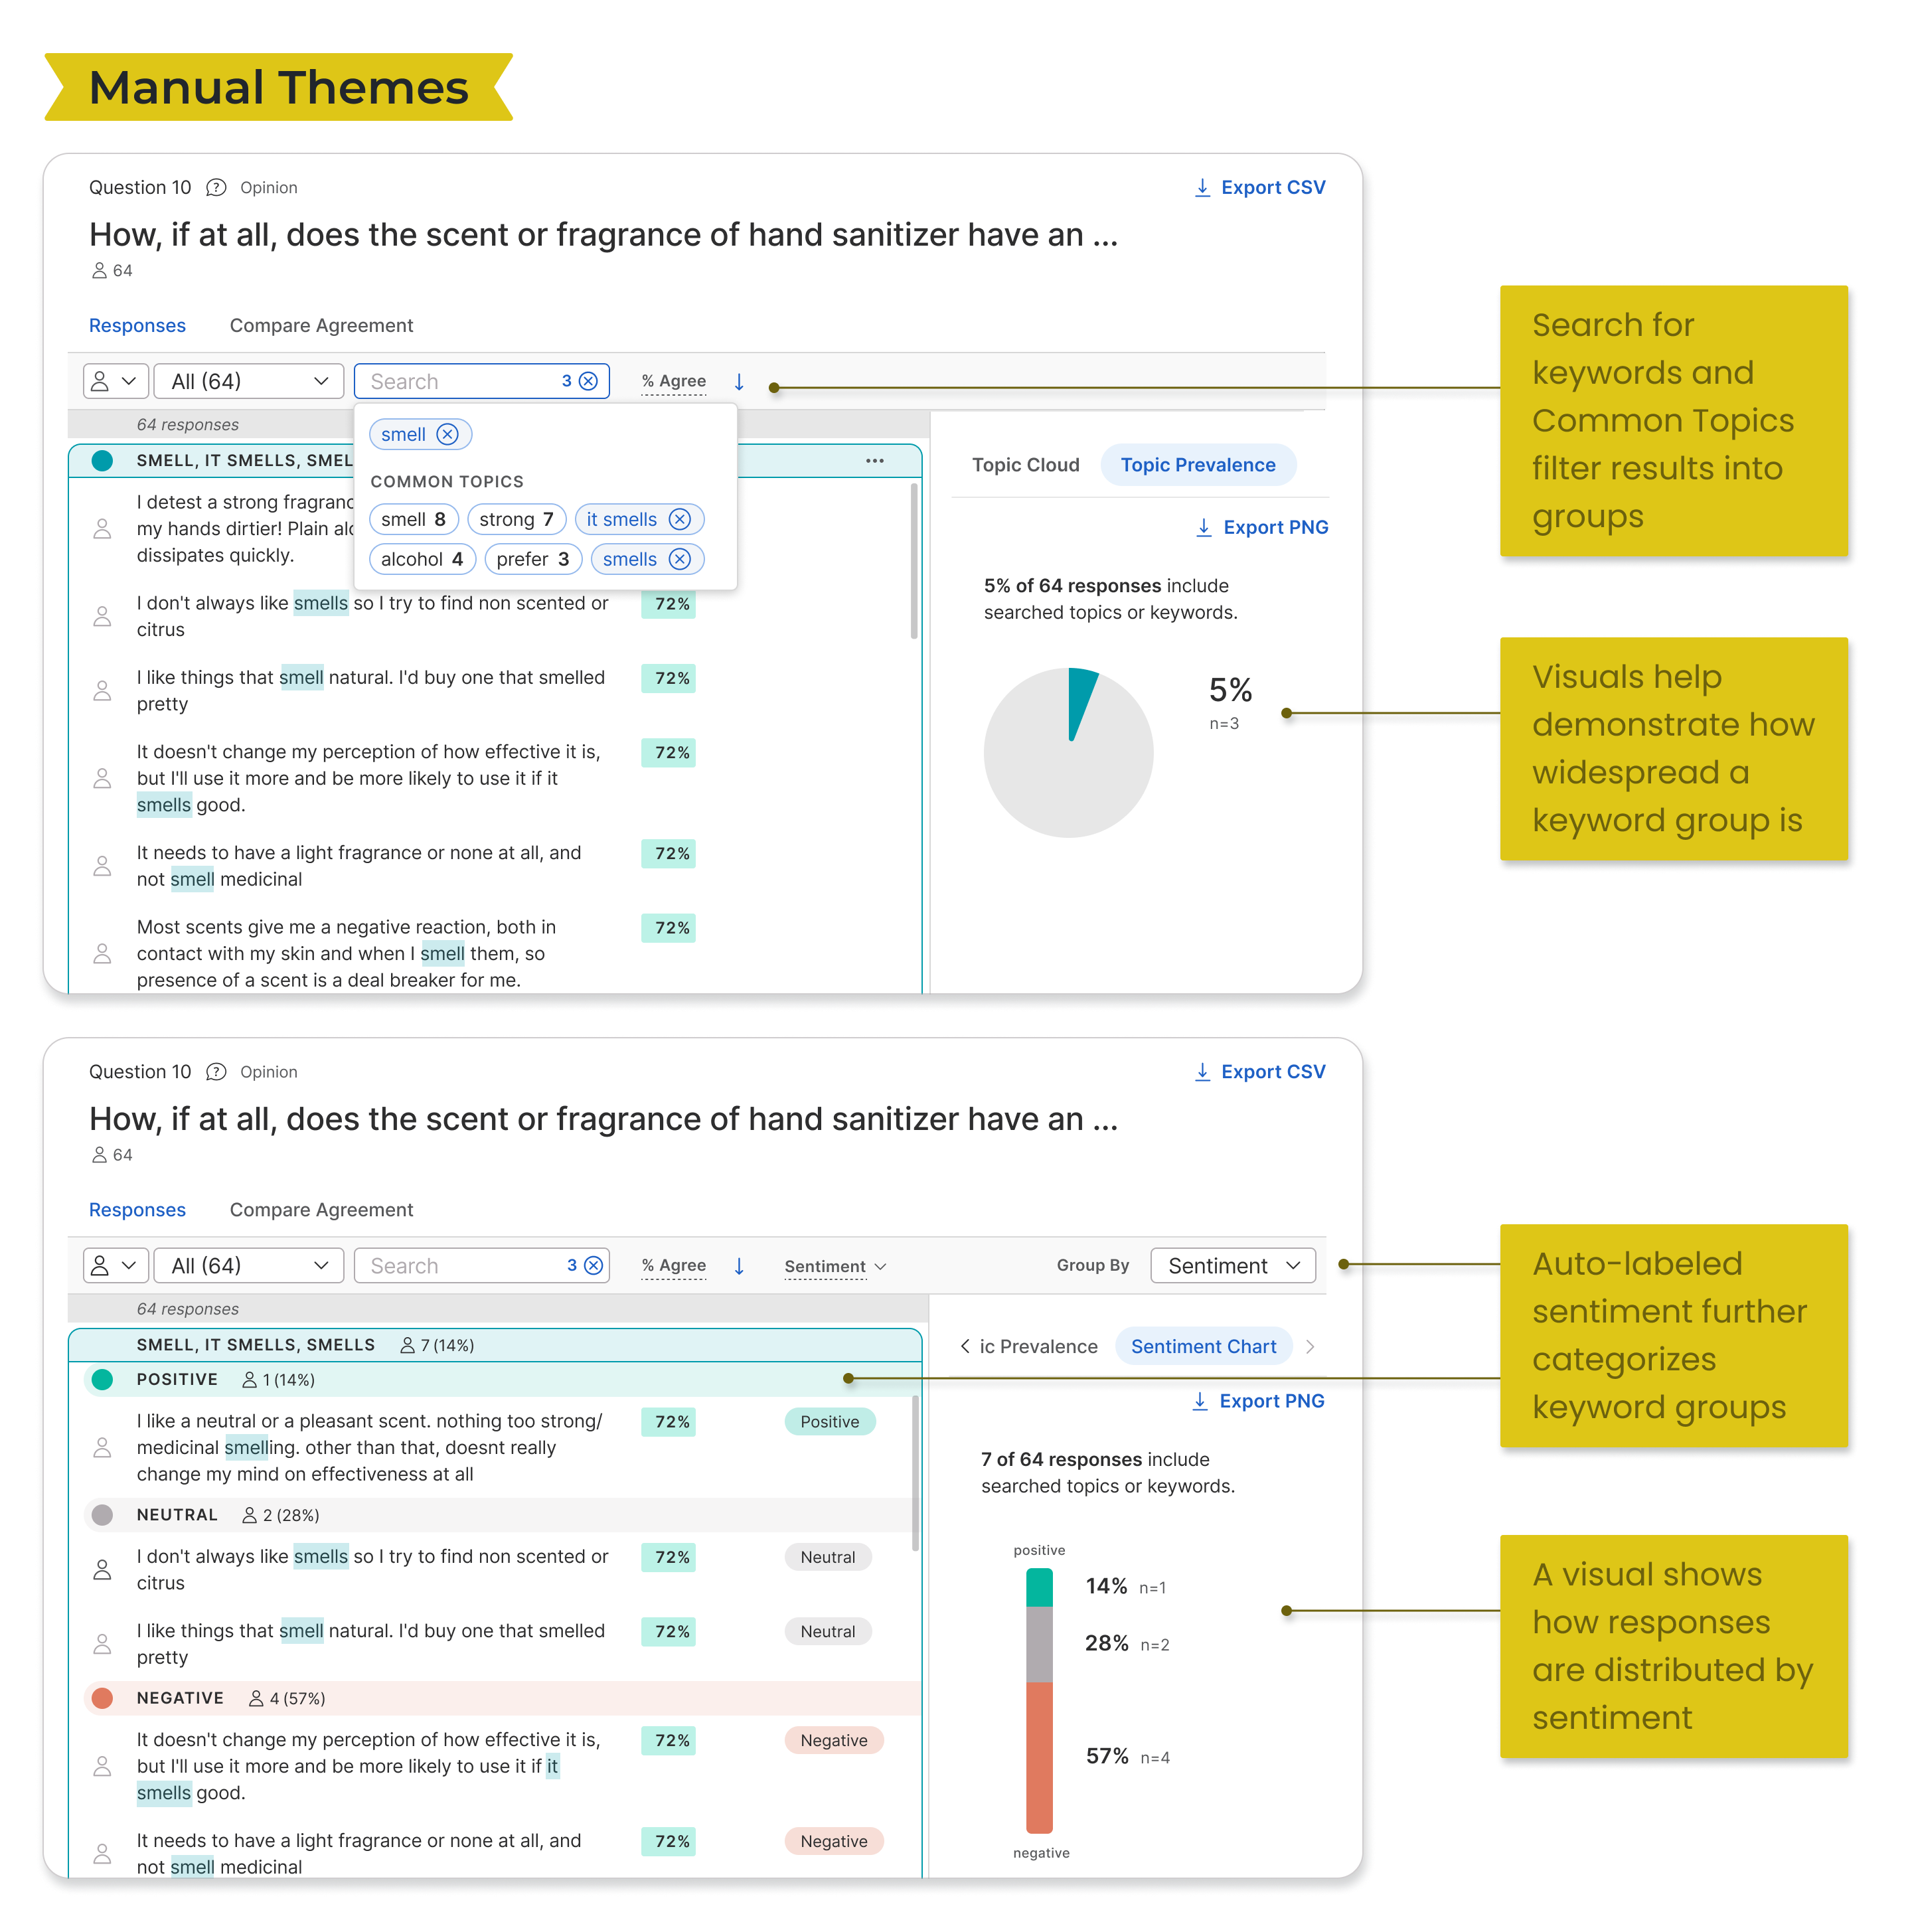 Manual Themes
Question 10 Opinion Export CSV
How, if at all, does the scent or fragrance of hand sanitizer have an ...
64
Responses Compare Agreement
All (64) Search 3 % Agree
64 responses
SMELL, IT SMELLS, SMEL
smell
COMMON TOPICS
smell 8 strong 7 it smells
alcohol 4 prefer 3 smells
I detest a strong fragranc
my hands dirtier! Plain alc
dissipates quickly.
I don't always like smells so I try to find non scented or
citrus
72%
I like things that smell natural. I'd buy one that smelled
pretty
72%
It doesn't change my perception of how effective it is,
but I'll use it more and be more likely to use it if it
smells good.
72%
It needs to have a light fragrance or none at all, and
not smell medicinal
72%
Most scents give me a negative reaction, both in
contact with my skin and when I smell them, so
presence of a scent is a deal breaker for me.
72%
Topic Cloud Topic Prevalence
Export PNG
5% of 64 responses include
searched topics or keywords.
5%
n=3
Search for
keywords and
Common Topics
filter results into
groups
Visuals help
demonstrate how
widespread a
keyword group is
Question 10 Opinion Export CSV
How, if at all, does the scent or fragrance of hand sanitizer have an ...
64
Responses Compare Agreement
All (64) Search 3 % Agree Sentiment Group By Sentiment
64 responses
SMELL, IT SMELLS, SMELLS 7 (14%)
POSITIVE 1 (14%)
I like a neutral or a pleasant scent. nothing too strong/
medicinal smelling. other than that, doesnt really
change my mind on effectiveness at all
72% Positive
NEUTRAL 2 (28%)
I don't always like smells so I try to find non scented or
citrus
72% Neutral
I like things that smell natural. I'd buy one that smelled
pretty
72% Neutral
NEGATIVE 4 (57%)
It doesn't change my perception of how effective it is,
but I'll use it more and be more likely to use it if it
smells good.
72% Negative
It needs to have a light fragrance or none at all, and
not smell medicinal
72% Negative
ic Prevalence Sentiment Chart
Export PNG
7 of 64 responses include
searched topics or keywords.
positive
14% n=1
28% n=2
57% n=4
negative
Auto-labeled
sentiment further
categorizes
keyword groups
A visual shows
how responses
are distributed by
sentiment